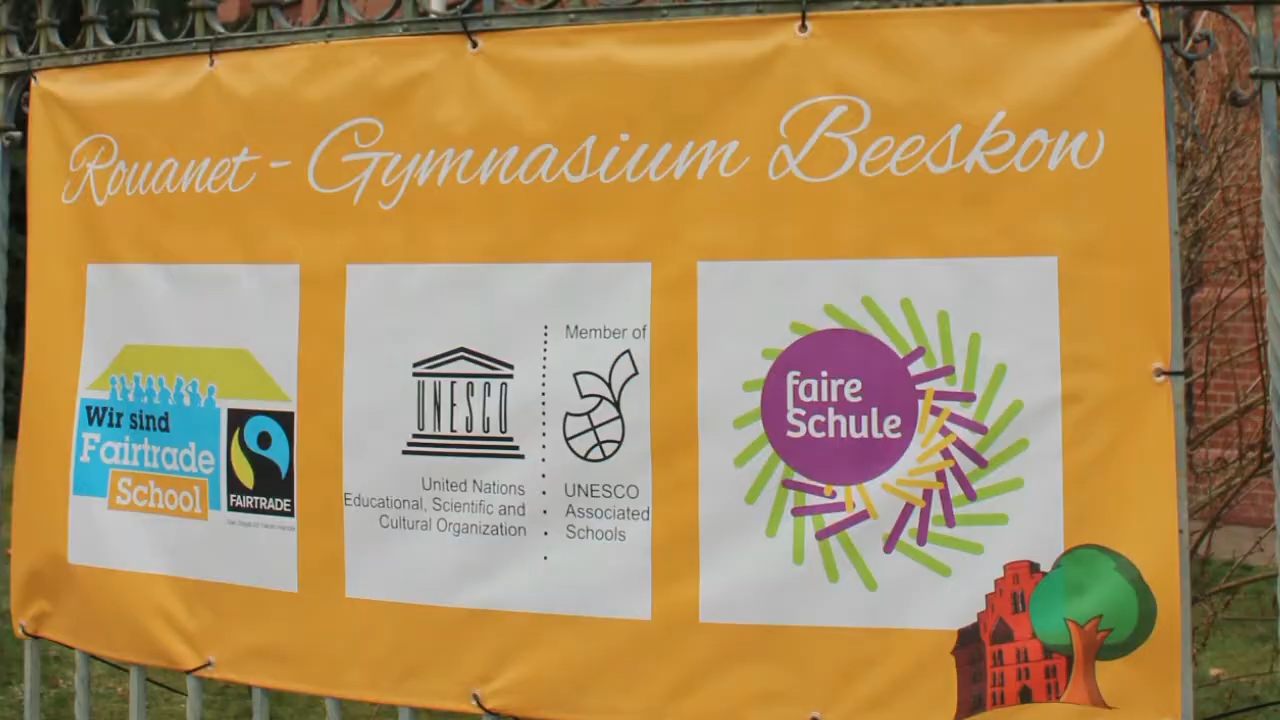 Rouanet - Gymnasium Beeskow
Wir sind
Fairtrade
School
FAIRTRADE
UNESCO
United Nations
Educational, Scientific and
Cultural Organization
Member of
UNESCO
Associated
Schools
faire
Schule